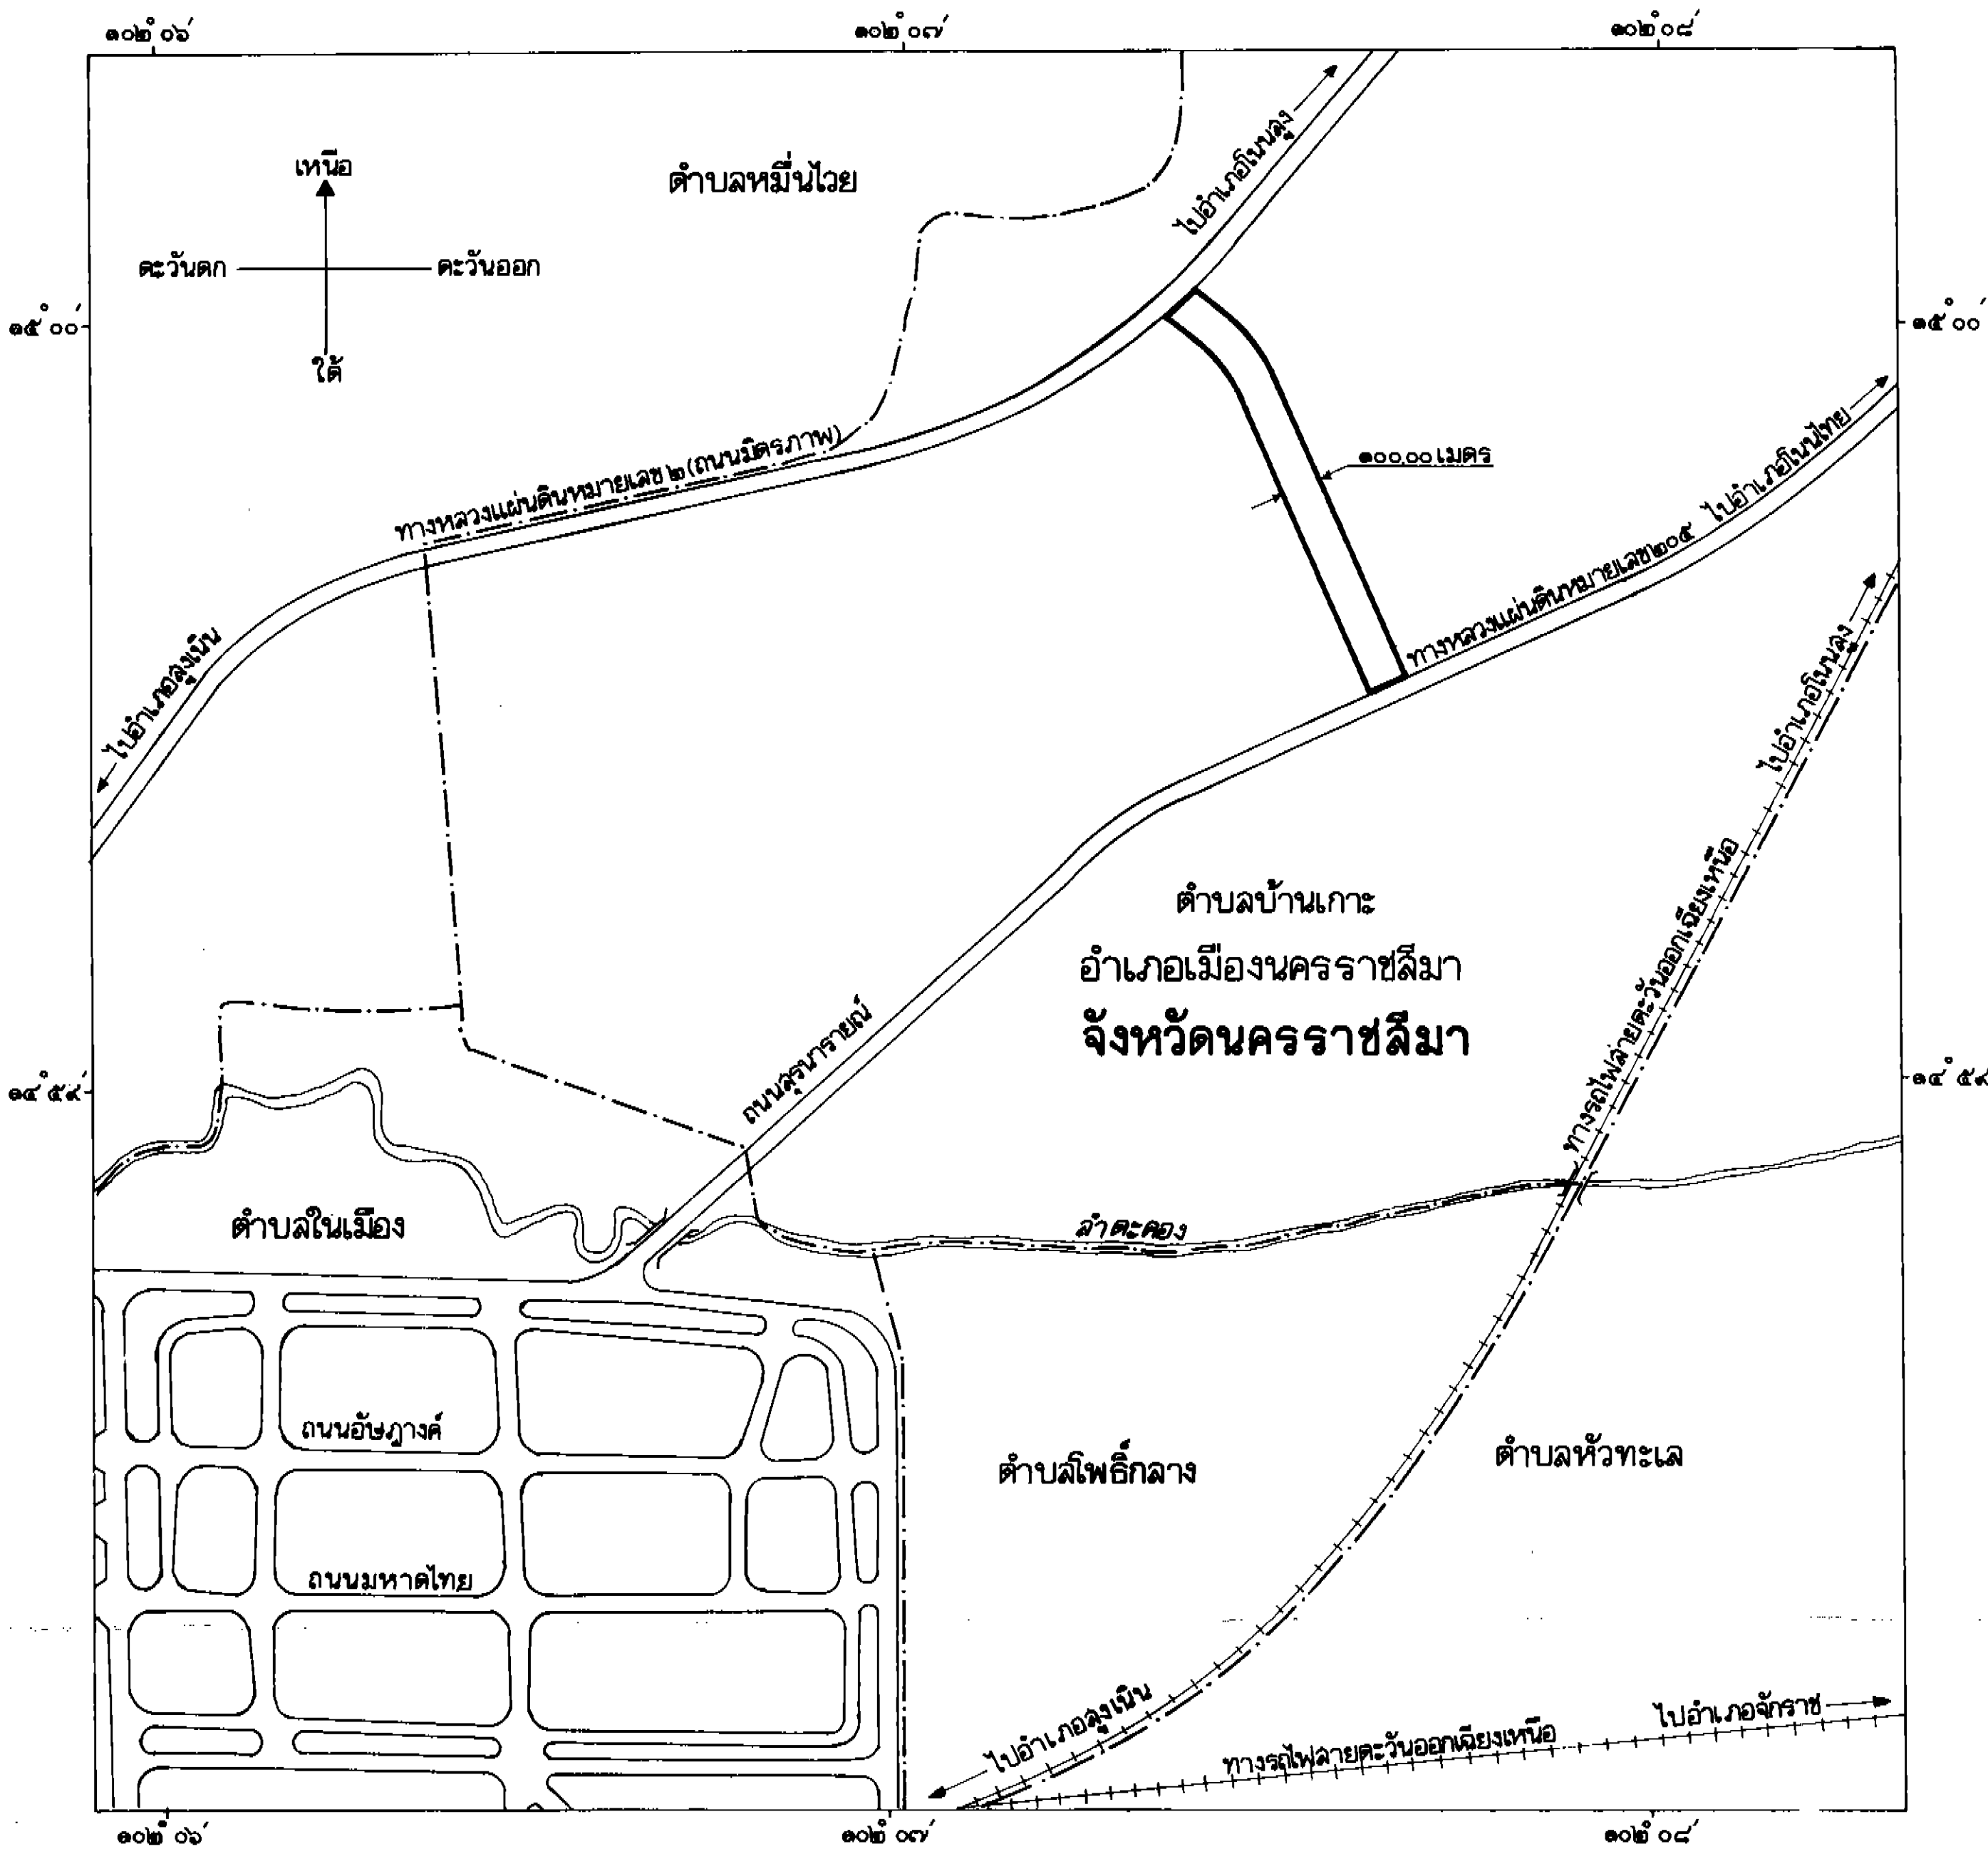 ๑๐๒° ๐๖′
๑๐๒° ๐๗′
๑๐๒° ๐๘′
เหนือ
ตะวันตก
ตะวันออก
ใต้
ตำบลหมื่นไวย
ไปอำเภอโนนสูง
๑๕° ๐๐′
๑๕° ๐๐′
ทางหลวงแผ่นดินหมายเลข ๒ (ถนนมิตรภาพ)
๑๐๐.๐๐ เมตร
ไปอำเภอโนนไทย
ทางหลวงแผ่นดินหมายเลข ๒๐๕
ไปอำเภอสูงเนิน
ไปอำเภอโนนสูง
ตำบลบ้านเกาะ
อำเภอเมืองนครราชสีมา
จังหวัดนครราชสีมา
ทางรถไฟสายตะวันออกเฉียงเหนือ
ถนนสุรนารายณ์
๑๔° ๕๙′
๑๔° ๕๙′
ตำบลในเมือง
ลำตะคอง
ถนนอัษฎางค์
ตำบลโพธิ์กลาง
ตำบลหัวทะเล
ถนนมหาดไทย
ไปอำเภอสูงเนิน
ทางรถไฟสายตะวันออกเฉียงเหนือ
ไปอำเภอจักราช
๑๐๒° ๐๖′
๑๐๒° ๐๗′
๑๐๒° ๐๘′